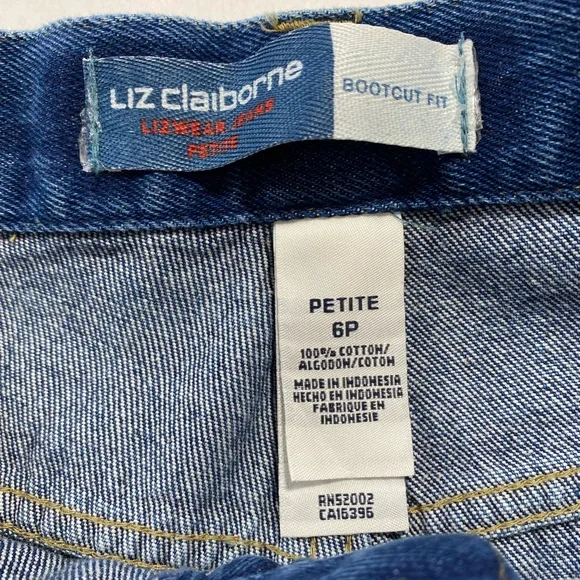 Liz Claiborne
LIZWEAR JEANS
PETITE
BOOTCUT FIT
PETITE
6P
100% COTTON/
ALGODON/COTON
MADE IN INDONESIA
HECHO EN INDONESIA
FABRIQUE EN
INDONESIE
RN52002
CA16396